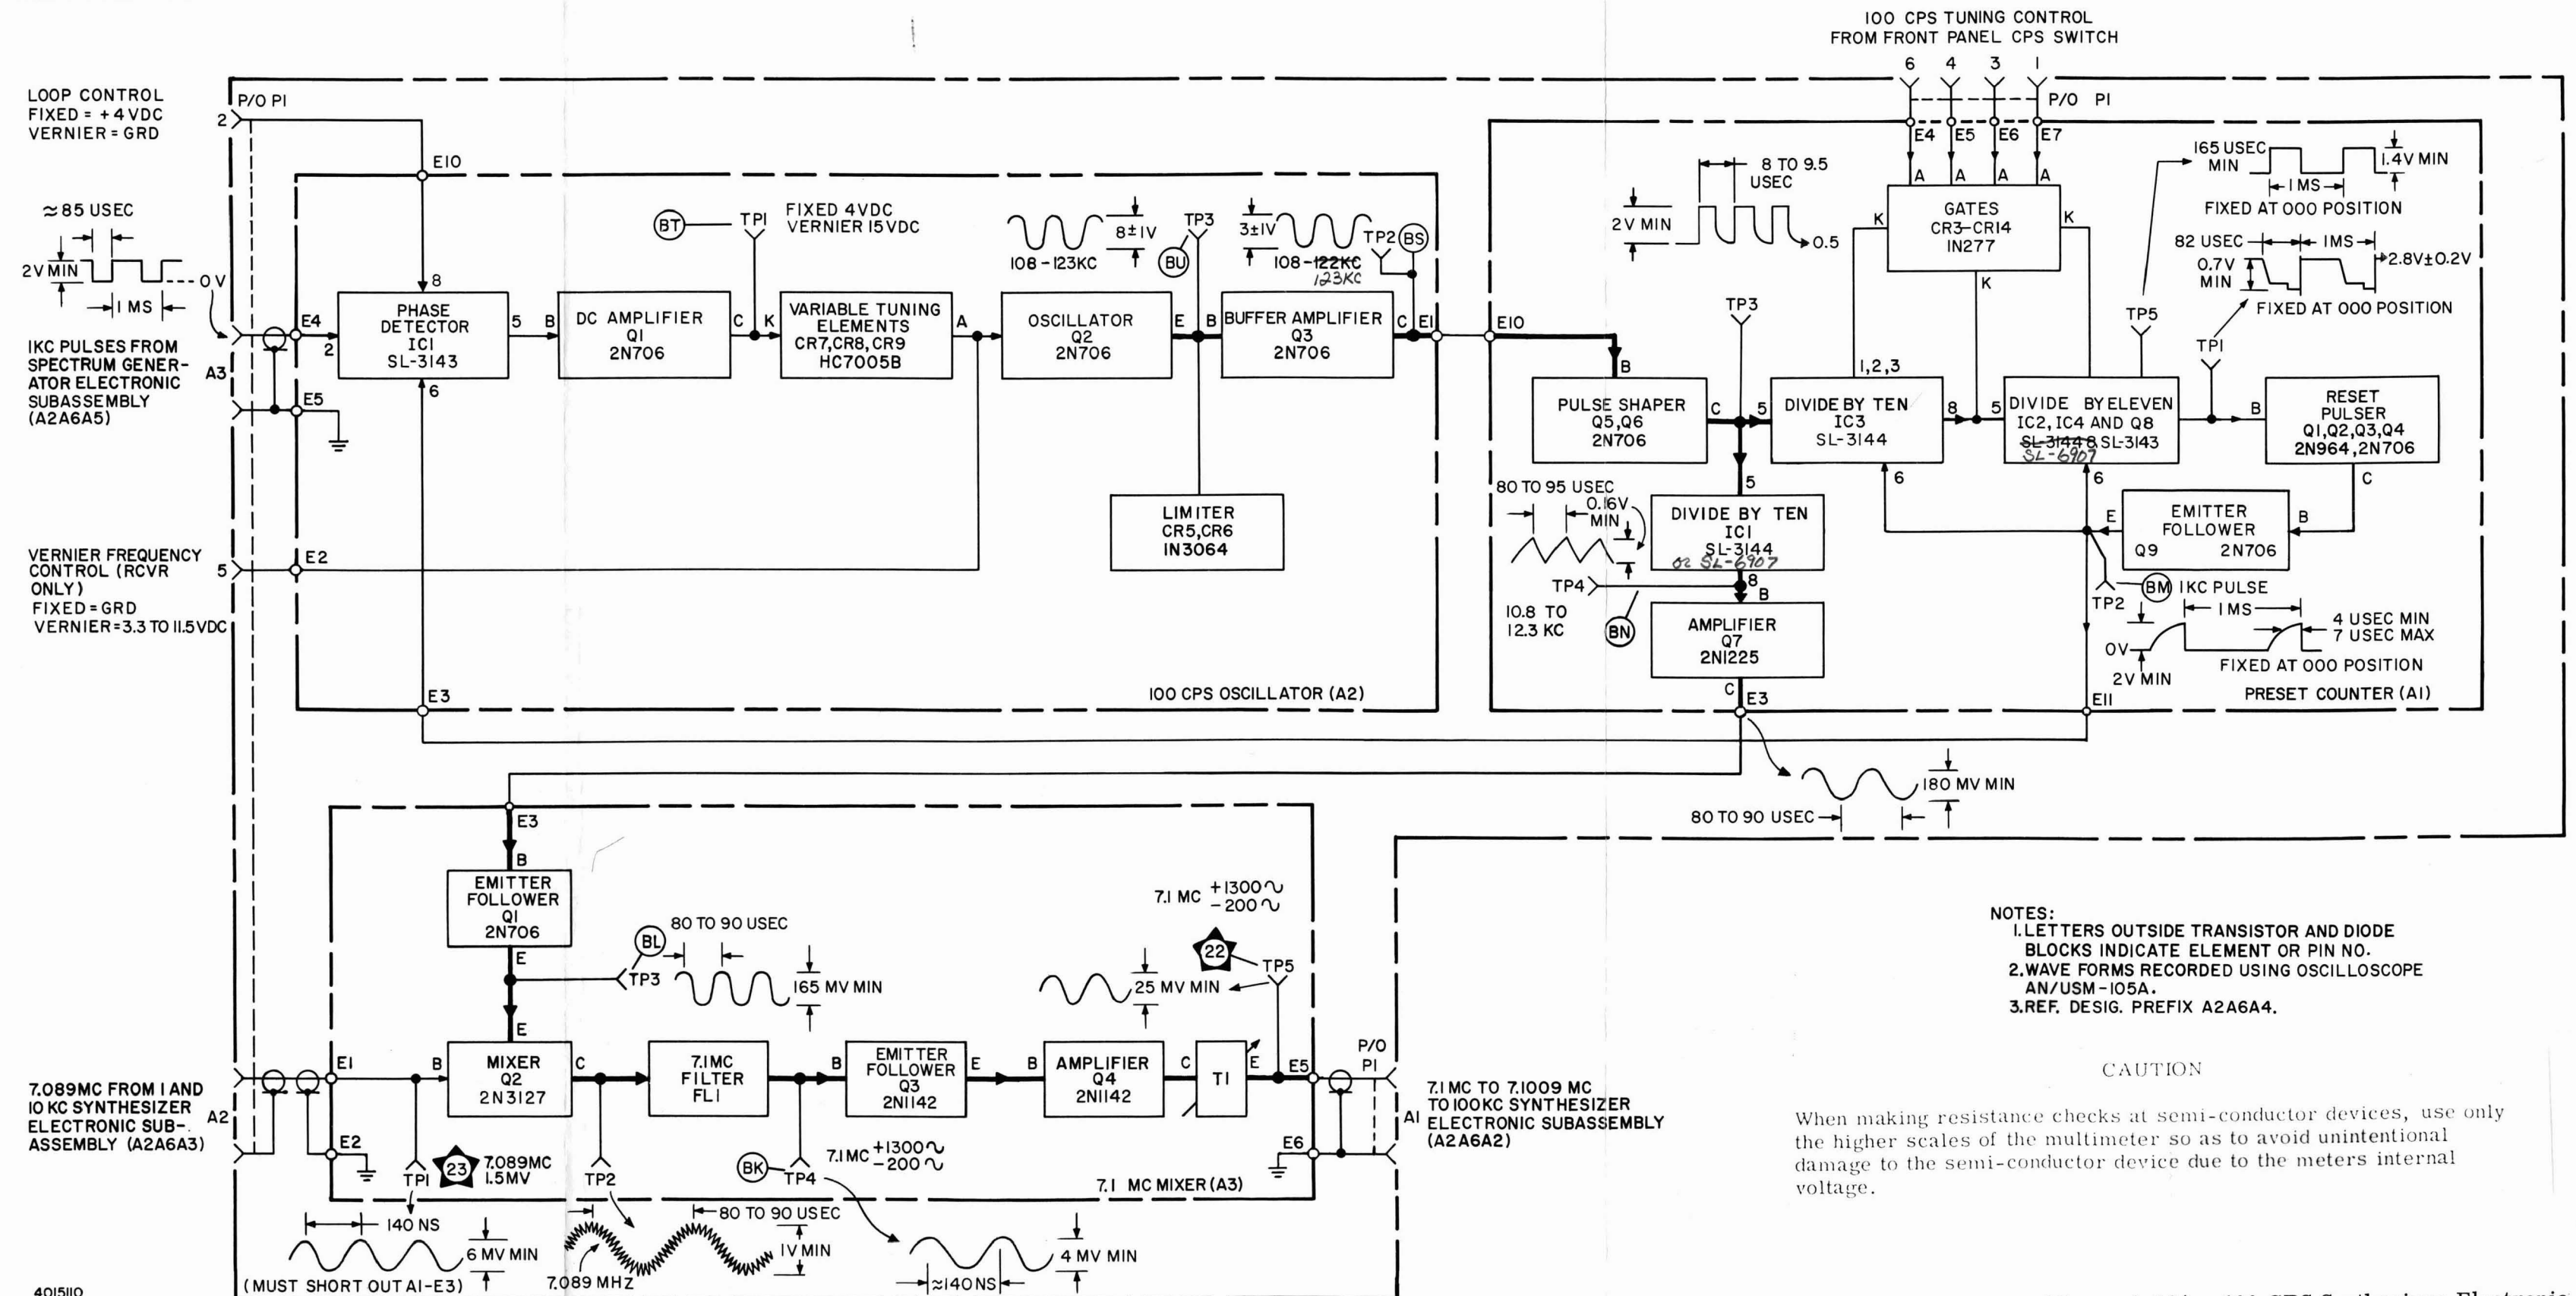 100 CPS TUNING CONTROL
FROM FRONT PANEL CPS SWITCH
6 4 3 1
P/O P1
E4 E5 E6 E7
A A A A
LOOP CONTROL
FIXED = +4VDC
VERNIER = GRD
P/O P1
2
E10
≈85 USEC
2V MIN
0V
1 MS
E4
2
1KC PULSES FROM
SPECTRUM GENER-
ATOR ELECTRONIC
SUBASSEMBLY
(A2A6A5)
A3
E5
8
PHASE
DETECTOR
IC1
SL-3143
6
5 B
DC AMPLIFIER
Q1
2N706
C K
BT
TP1
FIXED 4VDC
VERNIER 15VDC
VARIABLE TUNING
ELEMENTS
CR7,CR8,CR9
HC7005B
A
OSCILLATOR
Q2
2N706
E B
108-123KC
8±1V
TP3
BU
3±1V
108-122KC
123KC
BUFFER AMPLIFIER
Q3
2N706
C E1
TP2 BS
LIMITER
CR5,CR6
1N3064
VERNIER FREQUENCY
CONTROL (RCVR
ONLY)
FIXED = GRD
VERNIER=3.3 TO 11.5VDC
5
E2
E3
100 CPS OSCILLATOR (A2)
E10
B
PULSE SHAPER
Q5,Q6
2N706
C 5
8 TO 9.5
USEC
2V MIN
0.5
TP3
GATES
CR3-CR14
1N277
K K
K
1,2,3
DIVIDE BY TEN
IC3
SL-3144
8 5
6
DIVIDE BY ELEVEN
IC2, IC4 AND Q8
SL-3144 & SL-3143
SL-6907
6
TP5
TP1
165 USEC
MIN
1.4V MIN
1 MS
FIXED AT 000 POSITION
82 USEC
1MS
0.7V
MIN
2.8V±0.2V
FIXED AT 000 POSITION
B
RESET
PULSER
Q1,Q2,Q3,Q4
2N964,2N706
C
EMITTER
FOLLOWER
Q9 2N706
E B
5
DIVIDE BY TEN
IC1
SL-3144
or SL-6907
8
80 TO 95 USEC
0.16V
MIN
TP4
10.8 TO
12.3 KC
BN
B
AMPLIFIER
Q7
2N1225
C
E3
TP2
BM 1KC PULSE
1 MS
4 USEC MIN
7 USEC MAX
0V
2V MIN
FIXED AT 000 POSITION
PRESET COUNTER (A1)
E11
180 MV MIN
80 TO 90 USEC
E3
B
EMITTER
FOLLOWER
Q1
2N706
E
BL
TP3
80 TO 90 USEC
165 MV MIN
E
7.089MC FROM 1 AND
10 KC SYNTHESIZER
ELECTRONIC SUB-
ASSEMBLY (A2A6A3)
A2
E1
E2
B
MIXER
Q2
2N3127
C
7.1MC
FILTER
FL1
B
EMITTER
FOLLOWER
Q3
2N1142
E B
AMPLIFIER
Q4
2N1142
C
T1
E
E5
E6
25 MV MIN
7.1 MC +1300∿
-200∿
22
TP5
P/O
P1
A1
7.1 MC TO 7.1009 MC
TO 100KC SYNTHESIZER
ELECTRONIC SUBASSEMBLY
(A2A6A2)
TP1
23
7.089MC
1.5MV
TP2
BK
TP4
7.1MC +1300∿
-200∿
7.1 MC MIXER (A3)
140 NS
6 MV MIN
(MUST SHORT OUT A1-E3)
80 TO 90 USEC
1V MIN
7.089 MHZ
≈140 NS
4 MV MIN
NOTES:
1. LETTERS OUTSIDE TRANSISTOR AND DIODE
BLOCKS INDICATE ELEMENT OR PIN NO.
2. WAVE FORMS RECORDED USING OSCILLOSCOPE
AN/USM-105A.
3. REF. DESIG. PREFIX A2A6A4.
CAUTION
When making resistance checks at semi-conductor devices, use only
the higher scales of the multimeter so as to avoid unintentional
damage to the semi-conductor device due to the meters internal
voltage.
4015110